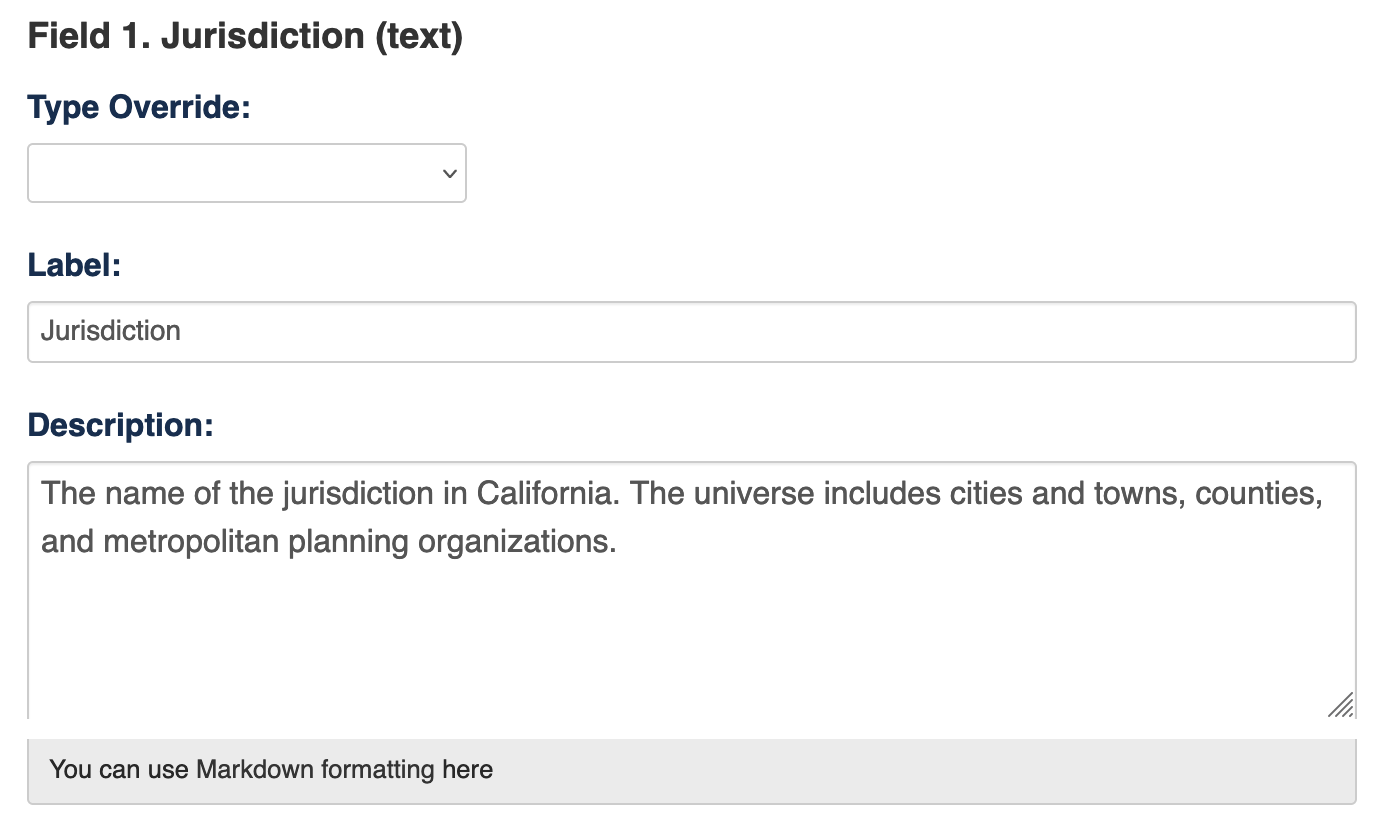 Field 1. Jurisdiction (text)
Type Override:
Label:
Jurisdiction
Description:
The name of the jurisdiction in California. The universe includes cities and towns, counties,
and metropolitan planning organizations.
You can use Markdown formatting here